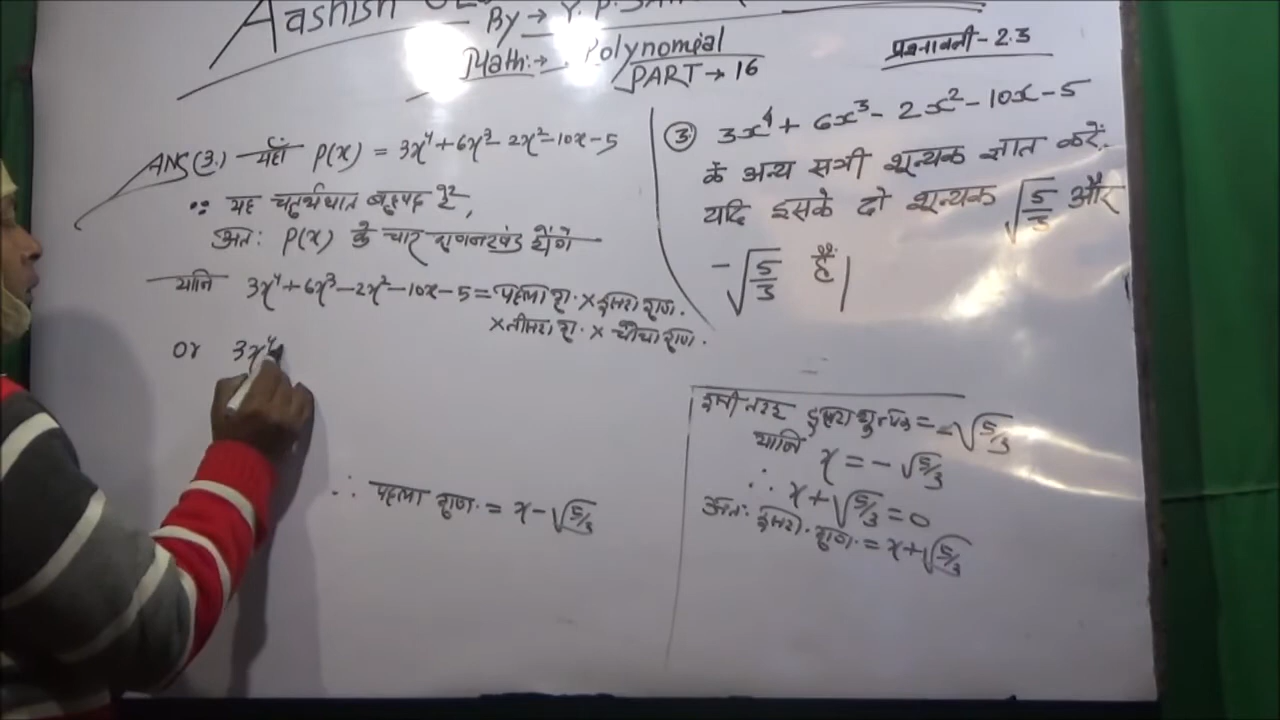 Aashish
By → Y. P.
Math:→ Polynomial
PART → 16
प्रश्नावली - 2.3
③ 3x⁴ + 6x³ - 2x² - 10x - 5
के अन्य सभी शून्यक ज्ञात करें.
यदि इसके दो शून्यक √5/3 और
- √5/3 हैं|
ANS (3.) यहाँ P(x) = 3x⁴ + 6x³ - 2x² - 10x - 5
∵ यह चतुर्थघात बहुपद है,
अतः P(x) के चार गुणनखंड होंगे
यानि 3x⁴ + 6x³ - 2x² - 10x - 5 = पहला गु. × दूसरा गुण.
× तीसरा गु. × चौथा गुण.
or 3x⁴
∴ पहला गुण. = x - √5/3
इसी तरह दूसरा शून्यक = - √5/3
यानि x = - √5/3
∴ x + √5/3 = 0
अतः दूसरा. गुण. = x + √5/3